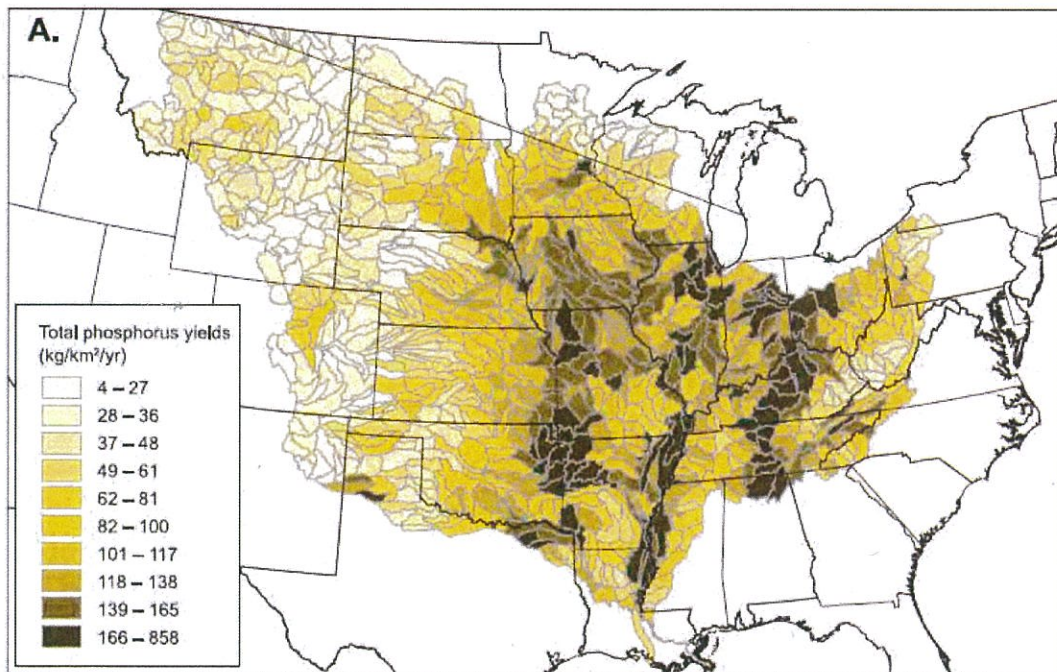 A.
Total phosphorus yields
(kg/km²/yr)
4 – 27
28 – 36
37 – 48
49 – 61
62 – 81
82 – 100
101 – 117
118 – 138
139 – 165
166 – 858